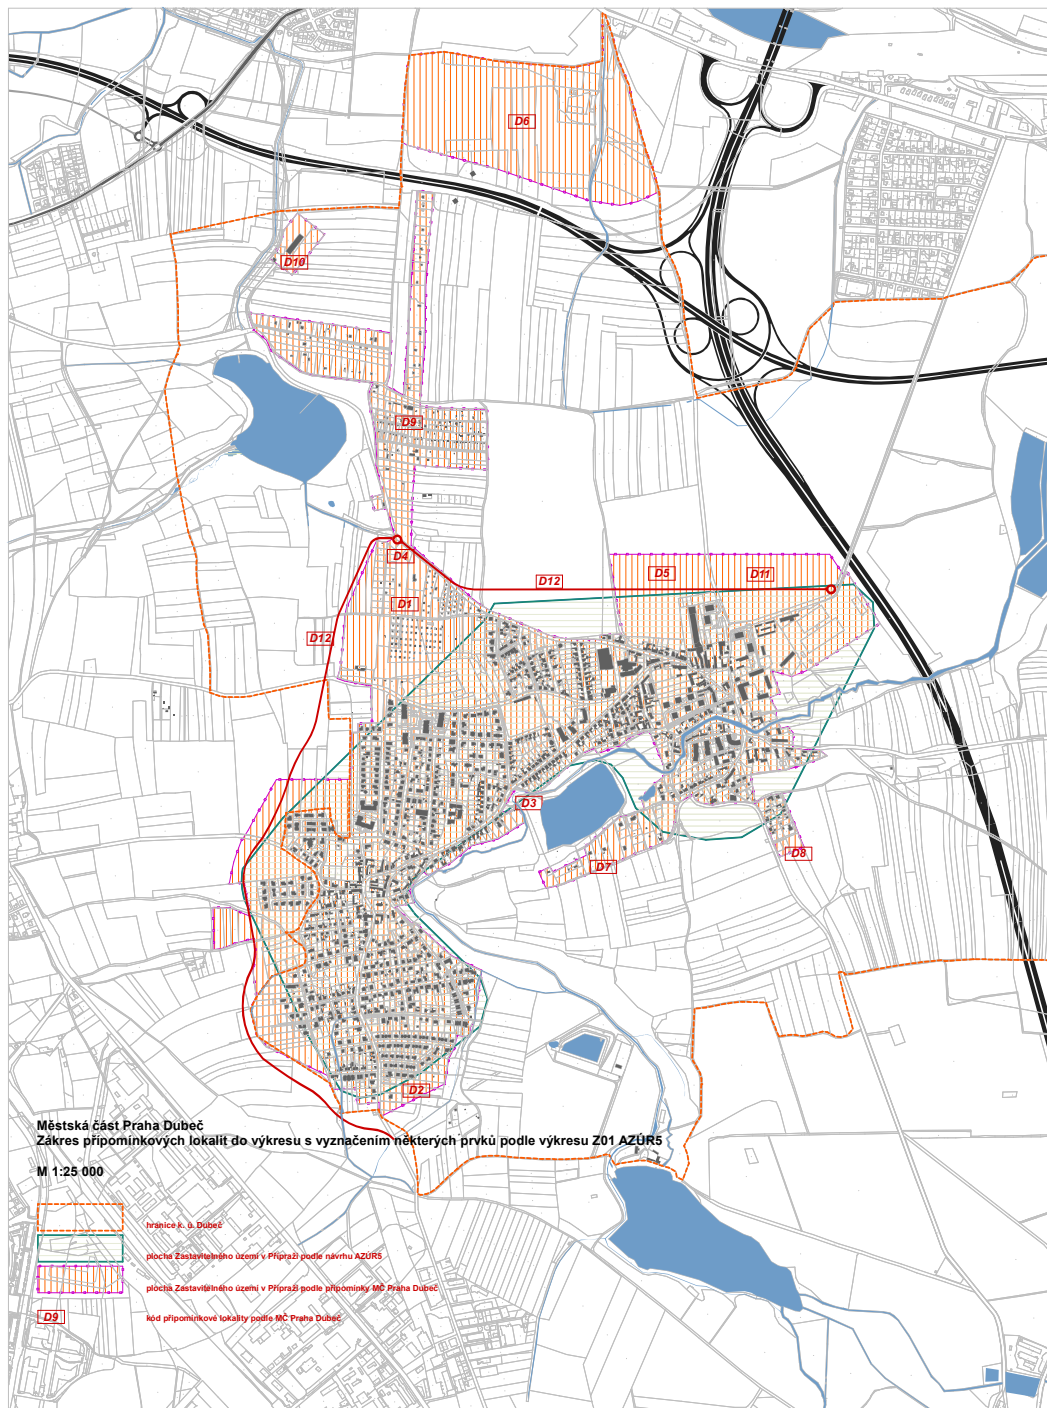 D6
D10
D9
D4
D12
D5
D11
D1
D12
D3
D7
D8
D2
Městská část Praha Dubeč
Zákres připomínkových lokalit do výkresu s vyznačením některých prvků podle výkresu Z01 AZÚR5
M 1:25 000
hranice k. ú. Dubeč
plocha Zastavitelného území v Přípraží podle návrhu AZÚR5
plocha Zastavitelného území v Přípraží podle připomínky MČ Praha Dubeč
D9
kód připomínkové lokality podle MČ Praha Dubeč